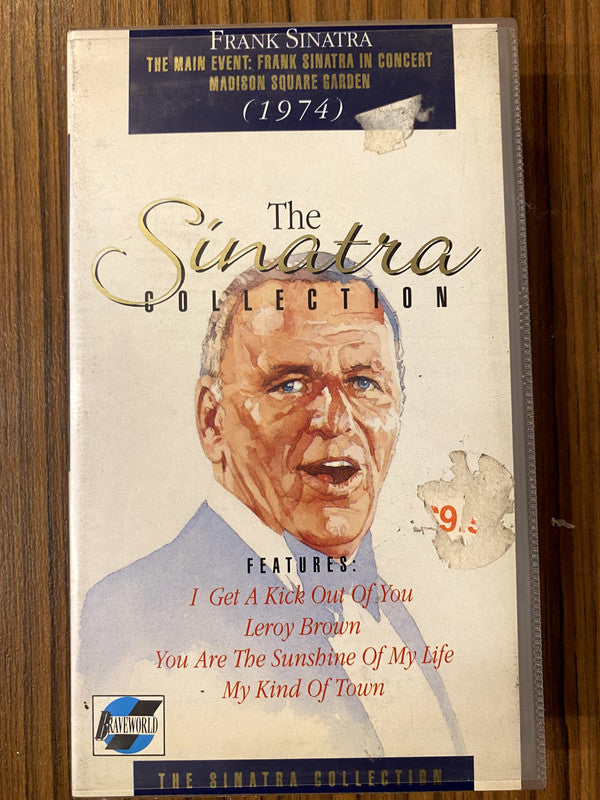 FRANK SINATRA
THE MAIN EVENT: FRANK SINATRA IN CONCERT
MADISON SQUARE GARDEN
(1974)
The
Sinatra
COLLECTION
FEATURES:
I Get A Kick Out Of You
Leroy Brown
You Are The Sunshine Of My Life
My Kind Of Town
BRAVEWORLD
THE SINATRA COLLECTION